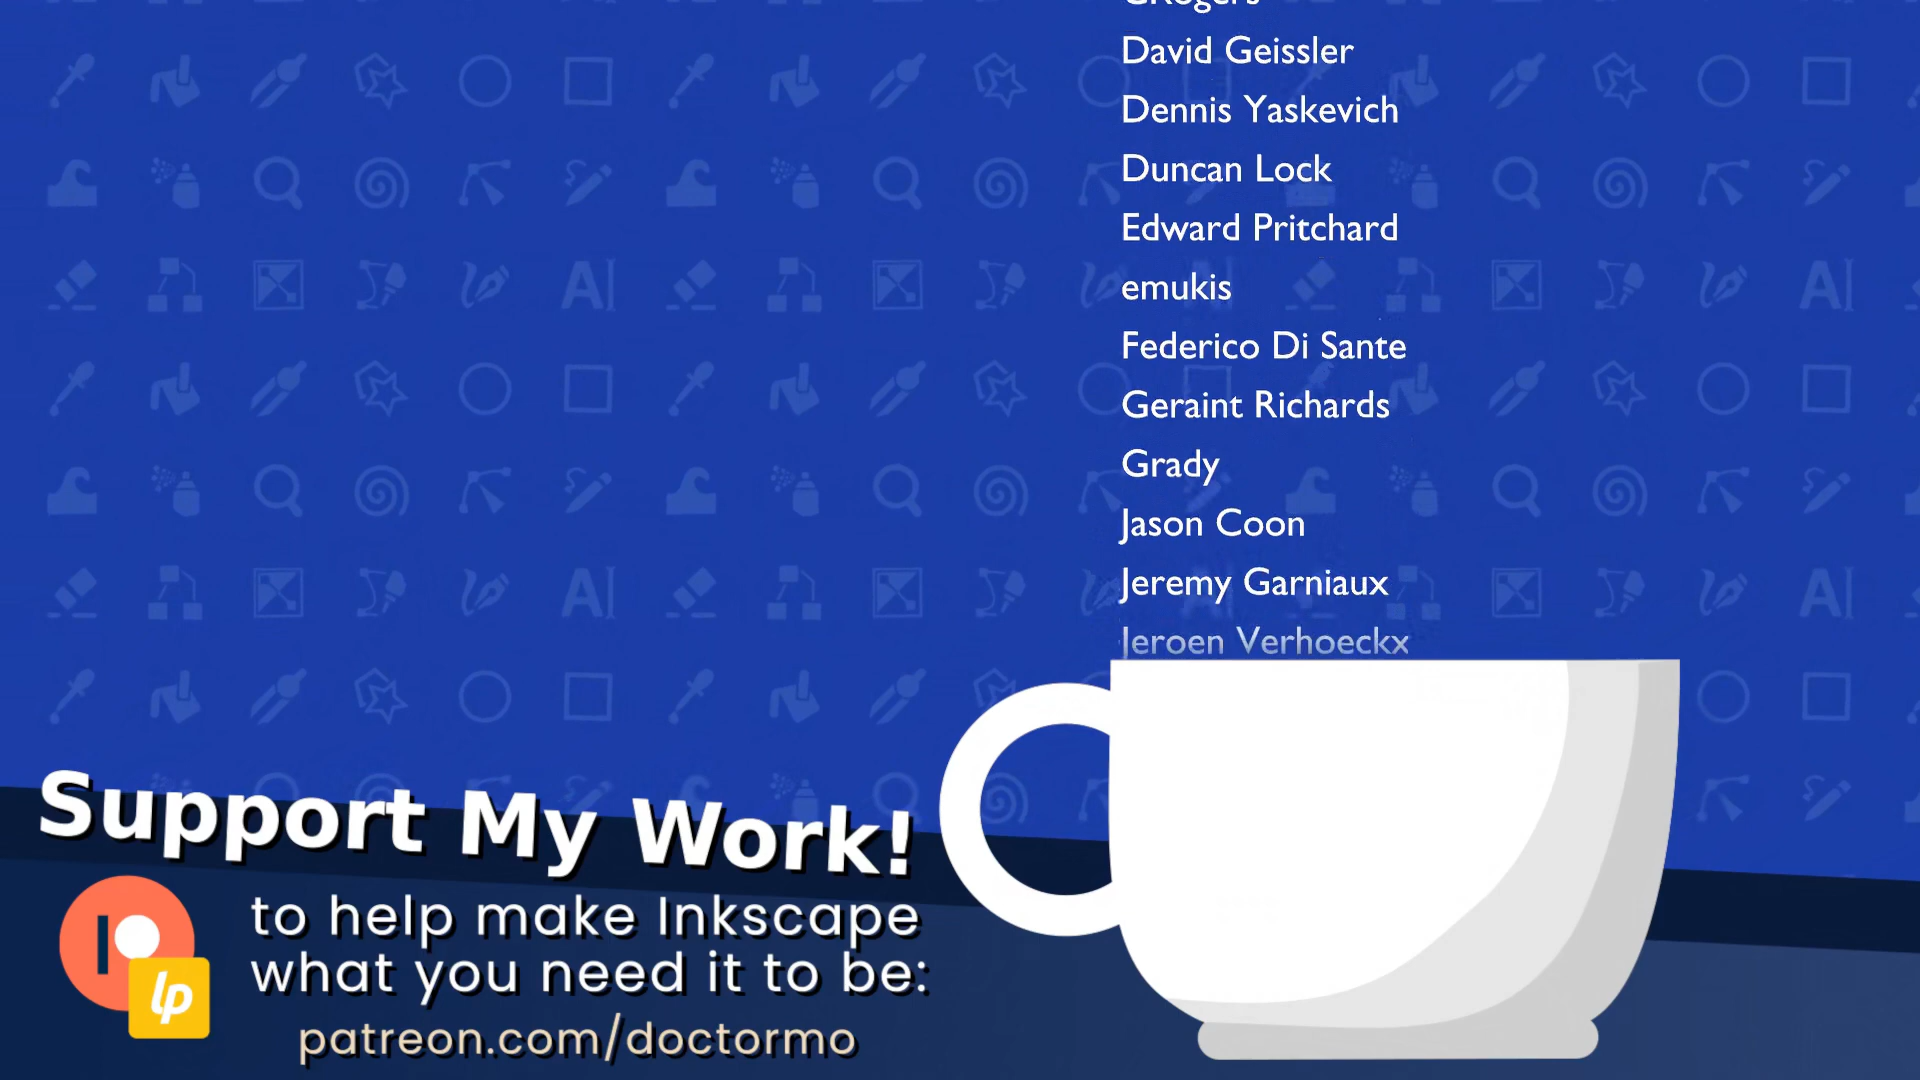 David Geissler
Dennis Yaskevich
Duncan Lock
Edward Pritchard
emukis
Federico Di Sante
Geraint Richards
Grady
Jason Coon
Jeremy Garniaux
Jeroen Verhoeckx
Support My Work!
to help make Inkscape
what you need it to be:
patreon.com/doctormo
lp